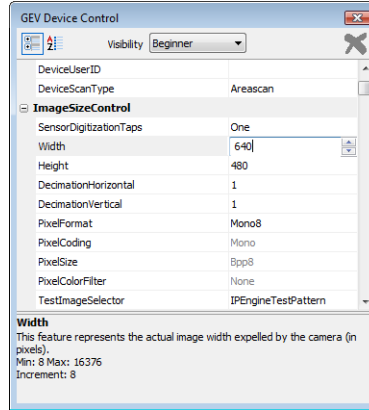 GEV Device Control
Visibility Beginner
DeviceUserID
DeviceScanType Areascan
ImageSizeControl
SensorDigitizationTaps One
Width 640
Height 480
DecimationHorizontal 1
DecimationVertical 1
PixelFormat Mono8
PixelCoding Mono
PixelSize Bpp8
PixelColorFilter None
TestImageSelector IPEngineTestPattern
Width
This feature represents the actual image width expelled by the camera (in
pixels).
Min: 8 Max: 16376
Increment: 8